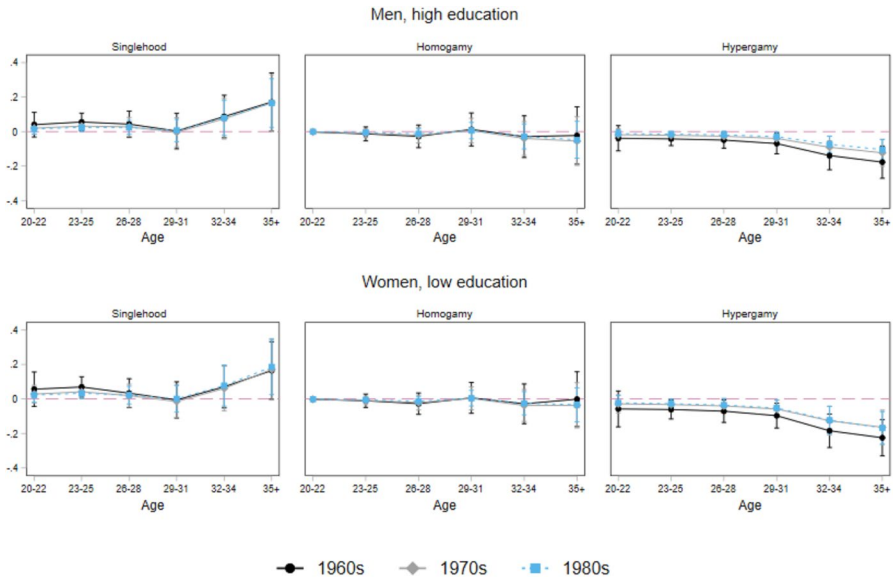 Men, high education
Singlehood Homogamy Hypergamy
.4
.2
0
-.2
-.4
20-22 23-25 26-28 29-31 32-34 35+ 20-22 23-25 26-28 29-31 32-34 35+ 20-22 23-25 26-28 29-31 32-34 35+
Age Age Age
Women, low education
Singlehood Homogamy Hypergamy
.4
.2
0
-.2
-.4
20-22 23-25 26-28 29-31 32-34 35+ 20-22 23-25 26-28 29-31 32-34 35+ 20-22 23-25 26-28 29-31 32-34 35+
Age Age Age
1960s 1970s 1980s